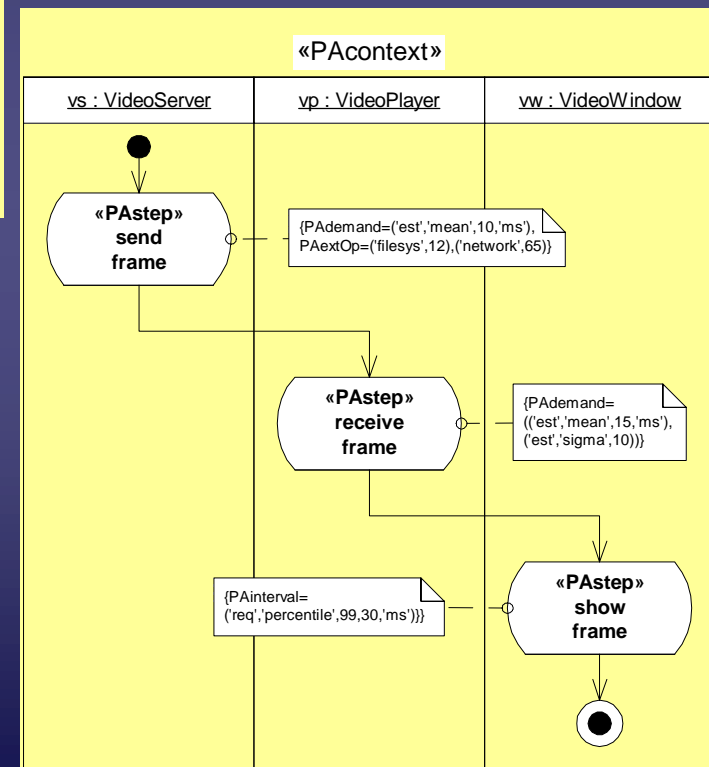 «PAcontext»
vs : VideoServer
vp : VideoPlayer
vw : VideoWindow
«PAstep»
send
frame
{PAdemand=('est','mean',10,'ms'),
PAextOp=('filesys',12),('network',65)}
«PAstep»
receive
frame
{PAdemand=
(('est','mean',15,'ms'),
('est','sigma',10))}
{PAinterval=
('req','percentile',99,30,'ms')}}
«PAstep»
show
frame